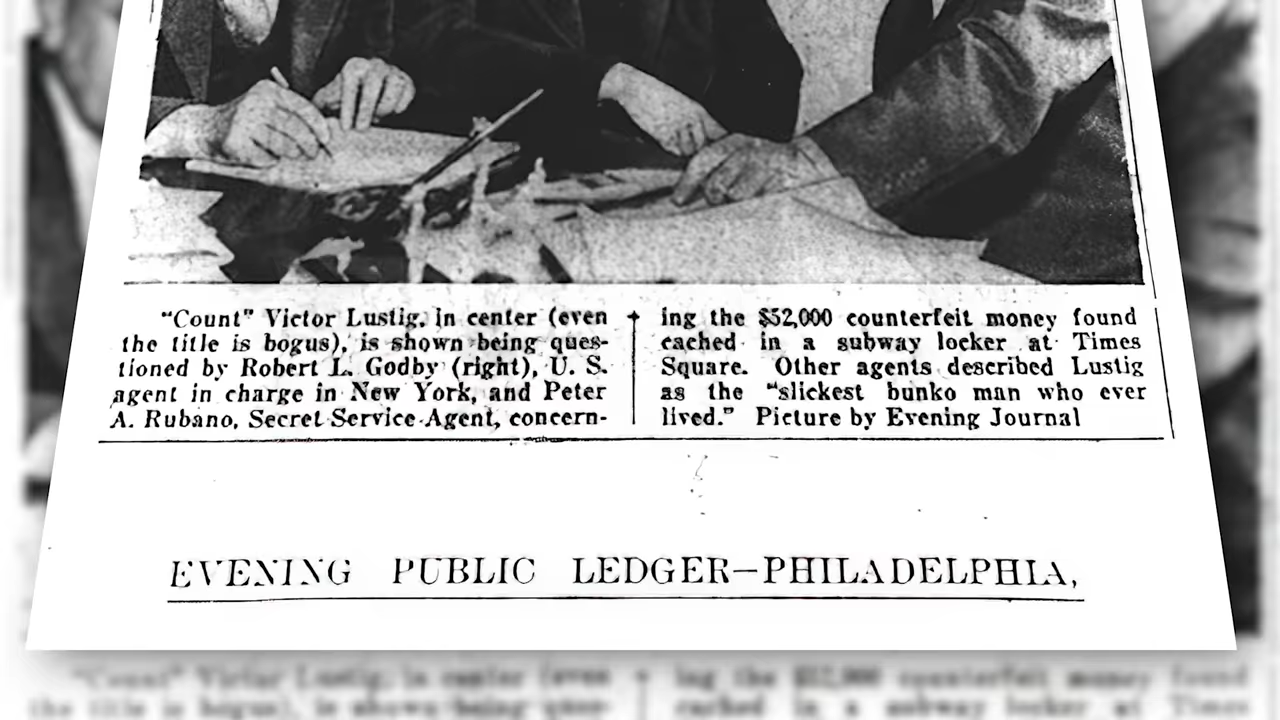 "Count" Victor Lustig, in center (even
the title is bogus), is shown being ques-
tioned by Robert L. Godby (right), U. S.
agent in charge in New York, and Peter
A. Rubano, Secret Service Agent, concern-
ing the $52,000 counterfeit money found
cached in a subway locker at Times
Square. Other agents described Lustig
as the "slickest bunko man who ever
lived." Picture by Evening Journal
EVENING PUBLIC LEDGER—PHILADELPHIA,